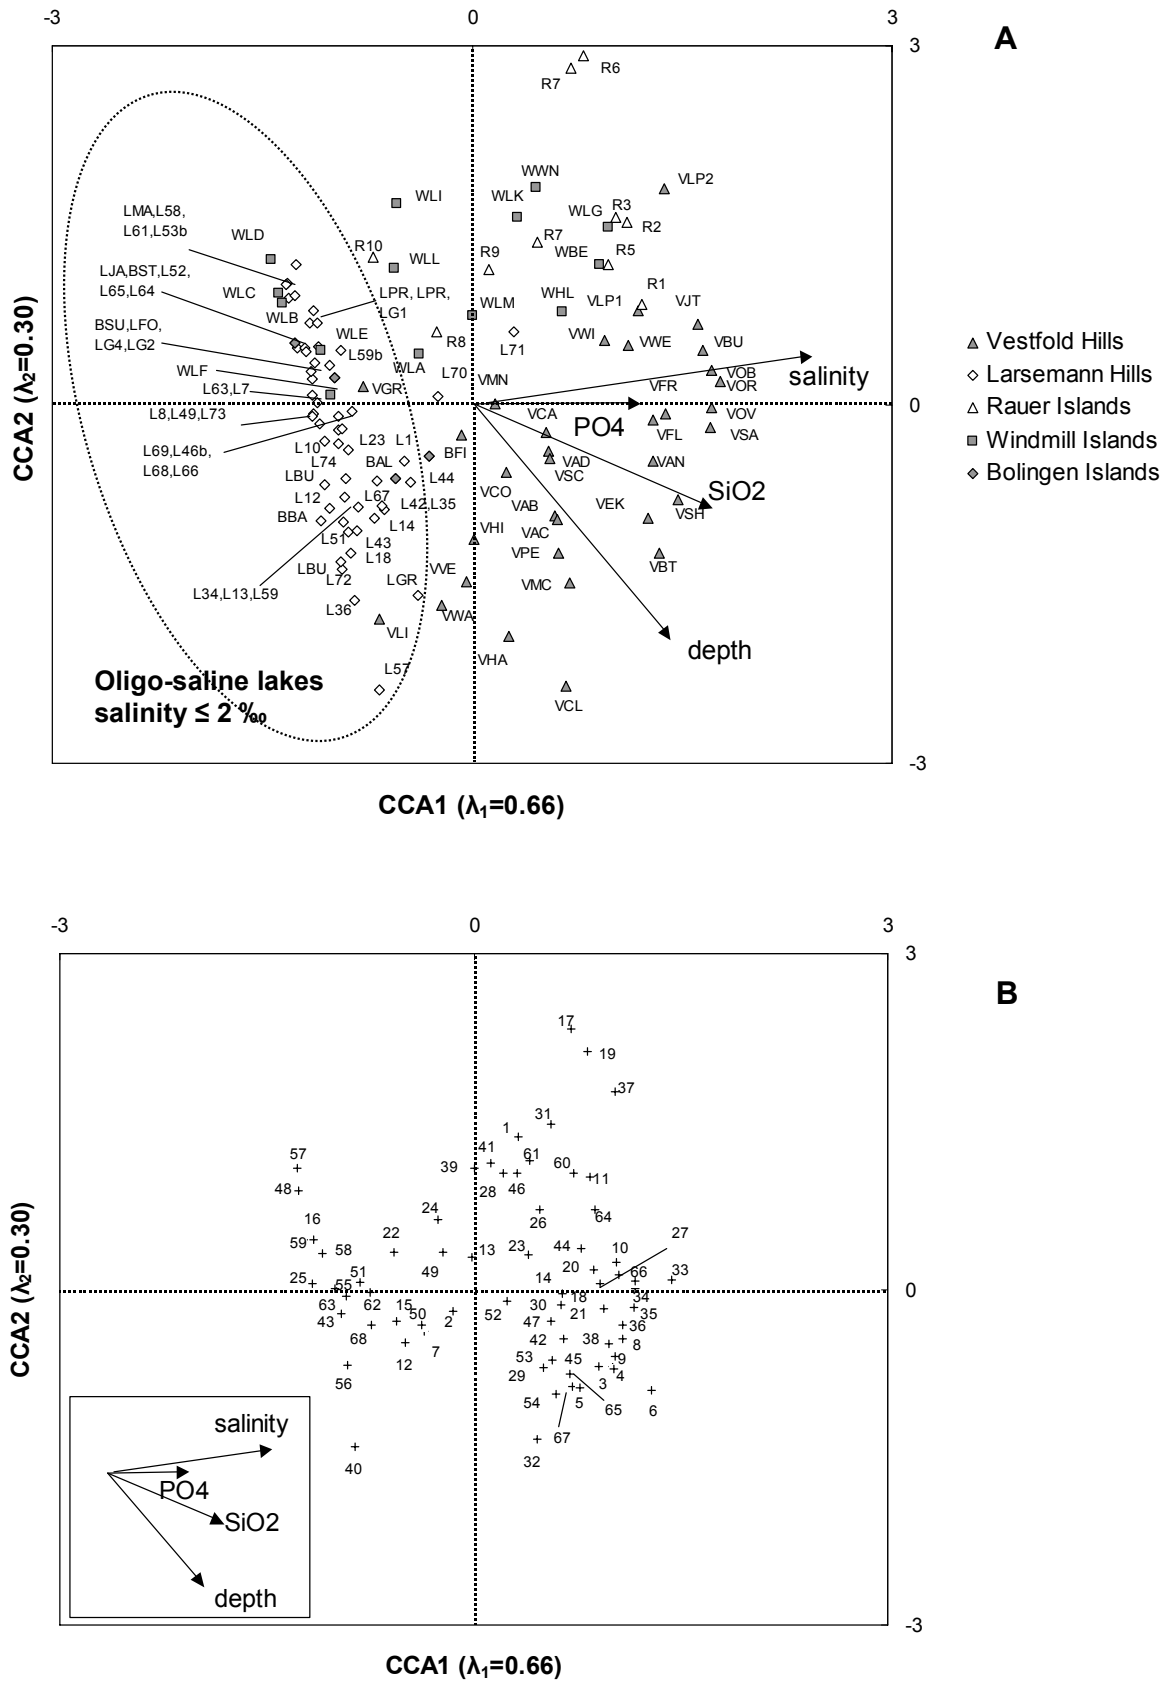 -3 0 3
A
3
R6
R7
WWN
VLP2
WLI
WLK
R3
LMA,L58,
WLG
L61,L53b
R2
WLD
R7
R10
WBE
R5
R9
LJA,BST,L52,
WLL
L65,L64
WLC
LPR, LPR,
R1
WHL
VLP1
VJT
LG1
WLM
WLB
BSU,LFO,
WLE
R8
L71
VWI
VWE
VBU
LG4,LG2
L59b
WLA
WLF
L70
VMN
VOB
salinity
L63,L7
VGR
VFR
VOR
0
L8,L49,L73
VCA
PO4
VOV
VFL
VSA
L69,L46b,
L10
L23
L1
BFI
L68,L66
L74
BAL
VAD
VAN
LBU
L44
VSC
L12
L67
VCO
SiO2
L42,L35
VAB
VEK
BBA
L14
VSH
L51
L43
VHI
VAC
L18
VPE
LBU
VBT
L72
LGR
VVE
VMC
L34,L13,L59
L36
VWA
VLI
depth
VHA
L57
Oligo-saline lakes
salinity ≤ 2 ‰
VCL
-3
CCA2 (λ2=0.30)
CCA1 (λ1=0.66)
Vestfold Hills
Larsemann Hills
Rauer Islands
Windmill Islands
Bolingen Islands
-3 0 3
3
B
17
19
37
31
1
41
61
57
39
60
11
48
28
46
24
16
26
64
22
27
59
58
13
23
44
10
49
51
20
66
33
25
55
14
0
63
62
15
50
52
30
18
34
21
35
43
2
47
36
68
42
38
8
7
12
53
45
9
56
29
3
4
54
5
65
6
67
40
32
salinity
PO4
SiO2
depth
-3
CCA2 (λ2=0.30)
CCA1 (λ1=0.66)